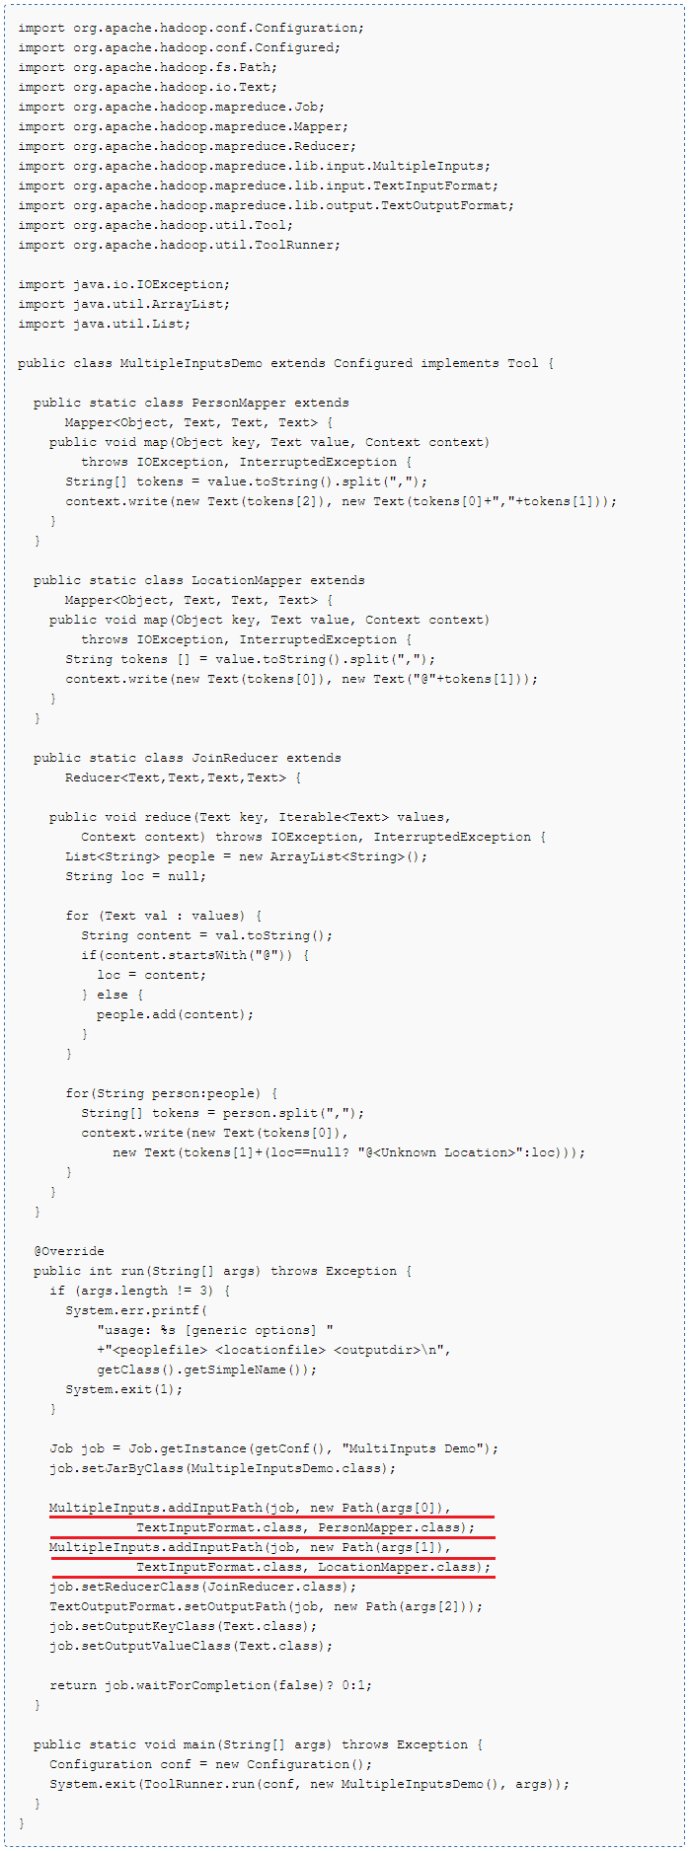 import org.apache.hadoop.conf.Configuration;
import org.apache.hadoop.conf.Configured;
import org.apache.hadoop.fs.Path;
import org.apache.hadoop.io.Text;
import org.apache.hadoop.mapreduce.Job;
import org.apache.hadoop.mapreduce.Mapper;
import org.apache.hadoop.mapreduce.Reducer;
import org.apache.hadoop.mapreduce.lib.input.MultipleInputs;
import org.apache.hadoop.mapreduce.lib.input.TextInputFormat;
import org.apache.hadoop.mapreduce.lib.output.TextOutputFormat;
import org.apache.hadoop.util.Tool;
import org.apache.hadoop.util.ToolRunner;

import java.io.IOException;
import java.util.ArrayList;
import java.util.List;

public class MultipleInputsDemo extends Configured implements Tool {

  public static class PersonMapper extends
      Mapper<Object, Text, Text, Text> {
    public void map(Object key, Text value, Context context)
        throws IOException, InterruptedException {
      String[] tokens = value.toString().split(",");
      context.write(new Text(tokens[2]), new Text(tokens[0]+","+tokens[1]));
    }
  }

  public static class LocationMapper extends
      Mapper<Object, Text, Text, Text> {
    public void map(Object key, Text value, Context context)
        throws IOException, InterruptedException {
      String tokens [] = value.toString().split(",");
      context.write(new Text(tokens[0]), new Text("@"+tokens[1]));
    }
  }

  public static class JoinReducer extends
      Reducer<Text,Text,Text,Text> {

    public void reduce(Text key, Iterable<Text> values,
        Context context) throws IOException, InterruptedException {
      List<String> people = new ArrayList<String>();
      String loc = null;

      for (Text val : values) {
        String content = val.toString();
        if(content.startsWith("@")) {
          loc = content;
        } else {
          people.add(content);
        }
      }

      for(String person:people) {
        String[] tokens = person.split(",");
        context.write(new Text(tokens[0]),
            new Text(tokens[1]+(loc==null? "@<Unknown Location>":loc)));
      }
    }
  }

  @Override
  public int run(String[] args) throws Exception {
    if (args.length != 3) {
      System.err.printf(
          "usage: %s [generic options] "
          +"<peoplefile> <locationfile> <outputdir>\n",
          getClass().getSimpleName());
      System.exit(1);
    }

    Job job = Job.getInstance(getConf(), "MultiInputs Demo");
    job.setJarByClass(MultipleInputsDemo.class);

    MultipleInputs.addInputPath(job, new Path(args[0]),
               TextInputFormat.class, PersonMapper.class);
    MultipleInputs.addInputPath(job, new Path(args[1]),
               TextInputFormat.class, LocationMapper.class);
    job.setReducerClass(JoinReducer.class);
    TextOutputFormat.setOutputPath(job, new Path(args[2]));
    job.setOutputKeyClass(Text.class);
    job.setOutputValueClass(Text.class);

    return job.waitForCompletion(false)? 0:1;
  }

  public static void main(String[] args) throws Exception {
    Configuration conf = new Configuration();
    System.exit(ToolRunner.run(conf, new MultipleInputsDemo(), args));
  }
}